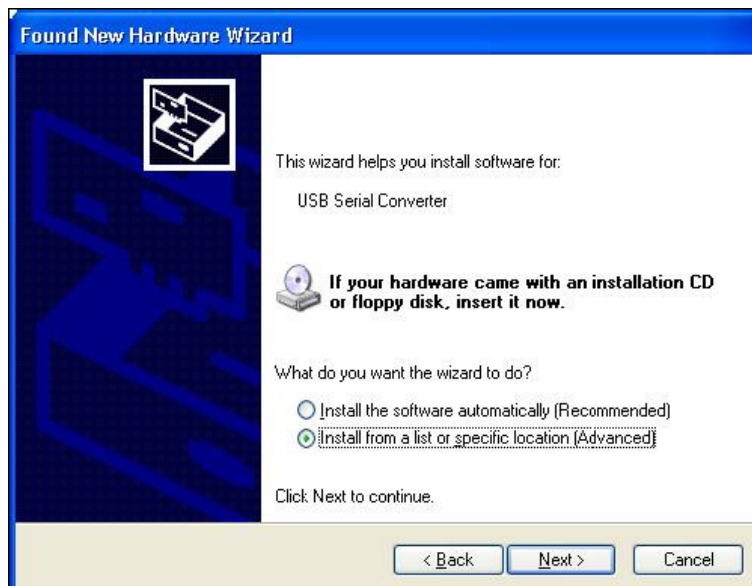 Found New Hardware Wizard
This wizard helps you install software for:
USB Serial Converter
If your hardware came with an installation CD
or floppy disk, insert it now.
What do you want the wizard to do?
Install the software automatically (Recommended)
Install from a list or specific location (Advanced)
Click Next to continue.
< Back
Next >
Cancel